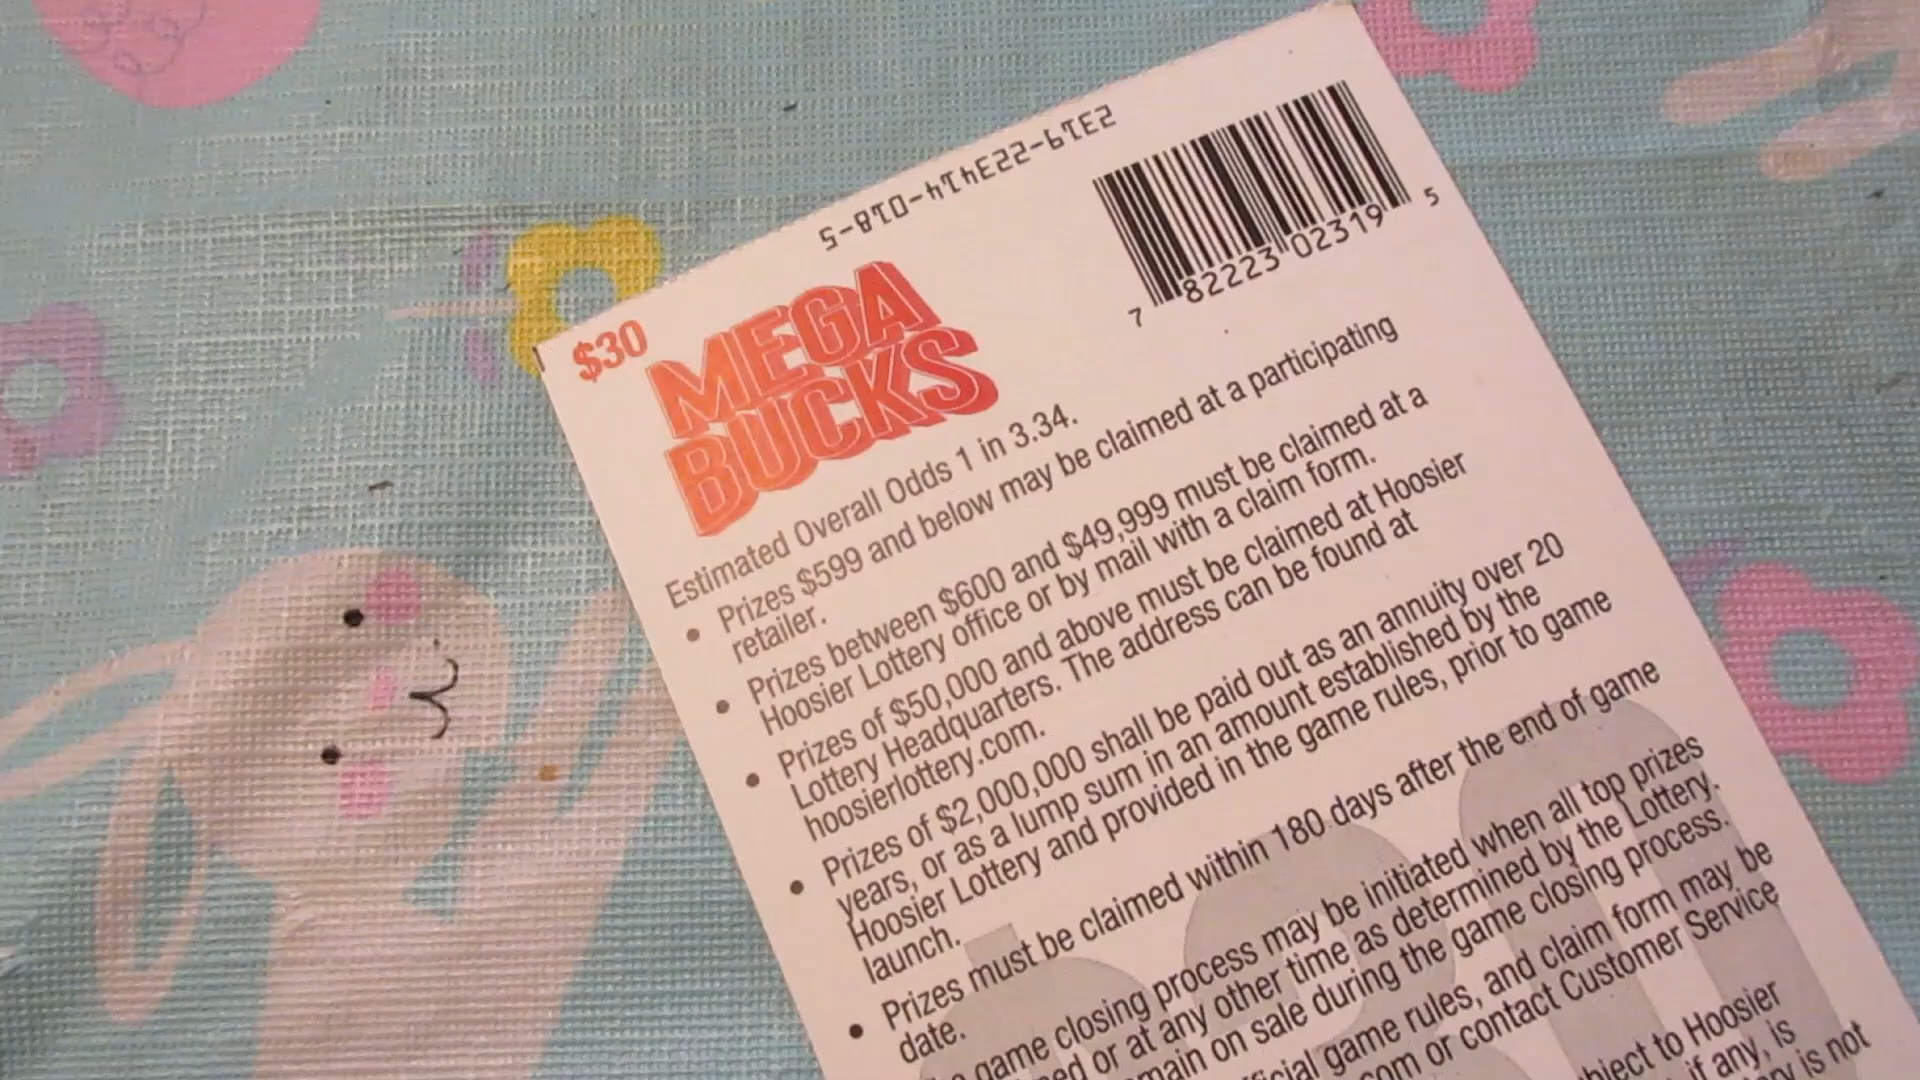 2319-223414-018-5
7 82223 02319 5
$30
MEGA
BUCKS
Estimated Overall Odds 1 in 3.34.
• Prizes $599 and below may be claimed at a participating
retailer.
• Prizes between $600 and $49,999 must be claimed at a
Hoosier Lottery office or by mail with a claim form.
• Prizes of $50,000 and above must be claimed at Hoosier
Lottery Headquarters. The address can be found at
hoosierlottery.com.
• Prizes of $2,000,000 shall be paid out as an annuity over 20
years, or as a lump sum in an amount established by the
Hoosier Lottery and provided in the game rules, prior to game
launch.
• Prizes must be claimed within 180 days after the end of game
date.
game closing process may be initiated when all top prizes
or at any other time as determined by the Lottery.
on sale during the game closing process.
game rules, and claim form may be
or contact Customer Service
to Hoosier
if any, is
is not